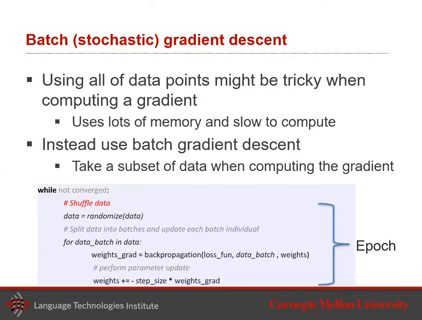 Batch (stochastic) gradient descent
Using all of data points might be tricky when
computing a gradient
Uses lots of memory and slow to compute
Instead use batch gradient descent
Take a subset of data when computing the gradient
while not converged:
# Shuffle data
data = randomize(data)
# Split data into batches and update each batch individual
for data_batch in data:
weights_grad = backpropagation(loss_fun, data_batch , weights)
# perform parameter update
weights += - step_size * weights_grad
Epoch
Language Technologies Institute
Carnegie Mellon University